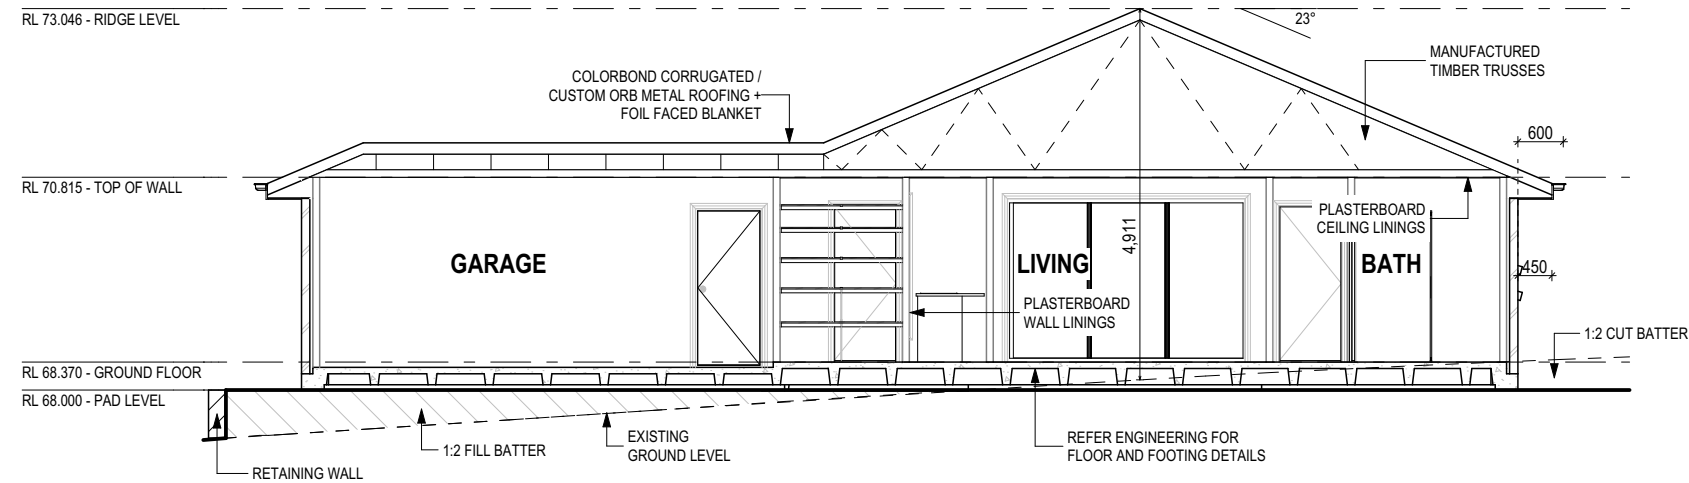 RL 73.046 - RIDGE LEVEL
23°
MANUFACTURED
TIMBER TRUSSES
COLORBOND CORRUGATED /
CUSTOM ORB METAL ROOFING +
FOIL FACED BLANKET
600
RL 70.815 - TOP OF WALL
PLASTERBOARD
CEILING LININGS
4,911
GARAGE
LIVING
BATH
450
PLASTERBOARD
WALL LININGS
1:2 CUT BATTER
RL 68.370 - GROUND FLOOR
RL 68.000 - PAD LEVEL
1:2 FILL BATTER
EXISTING
GROUND LEVEL
REFER ENGINEERING FOR
FLOOR AND FOOTING DETAILS
RETAINING WALL